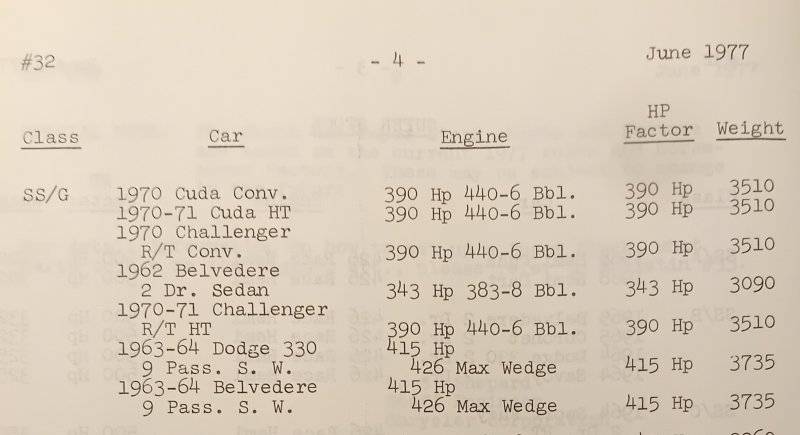 #32 - 4 - June 1977
HP
Class Car Engine Factor Weight
SS/G 1970 Cuda Conv. 390 Hp 440-6 Bbl. 390 Hp 3510
1970-71 Cuda HT 390 Hp 440-6 Bbl. 390 Hp 3510
1970 Challenger
R/T Conv. 390 Hp 440-6 Bbl. 390 Hp 3510
1962 Belvedere
2 Dr. Sedan 343 Hp 383-8 Bbl. 343 Hp 3090
1970-71 Challenger
R/T HT 390 Hp 440-6 Bbl. 390 Hp 3510
1963-64 Dodge 330 415 Hp
9 Pass. S. W. 426 Max Wedge 415 Hp 3735
1963-64 Belvedere 415 Hp
9 Pass. S. W. 426 Max Wedge 415 Hp 3735